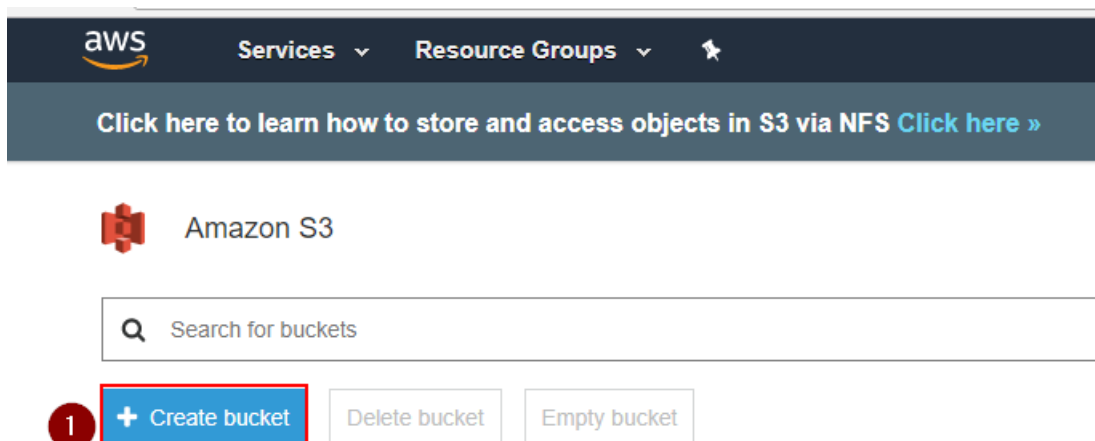 aws Services Resource Groups
Click here to learn how to store and access objects in S3 via NFS Click here »
Amazon S3
Search for buckets
1 + Create bucket Delete bucket Empty bucket